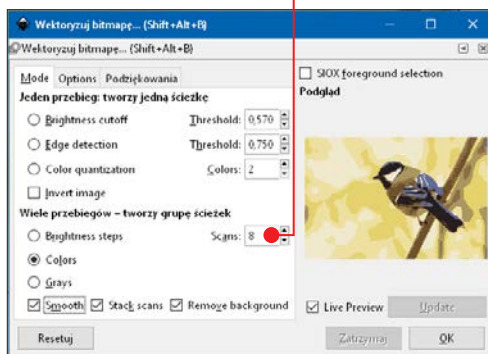 Wektoryzuj bitmapę... (Shift+Alt+B)
Wektoryzuj bitmapę... (Shift+Alt+B)
Mode Options Podziękowania
Jeden przebieg: tworzy jedną ścieżkę
Brightness cutoff Threshold: 0,570
Edge detection Threshold: 0,750
Color quantization Colors: 2
Invert image
Wiele przebiegów – tworzy grupę ścieżek
Brightness steps Scans: 8
Colors
Grays
Smooth Stack scans Remove background
Resetuj
SIOX foreground selection
Podgląd
Live Preview Update
Zatrzymaj OK